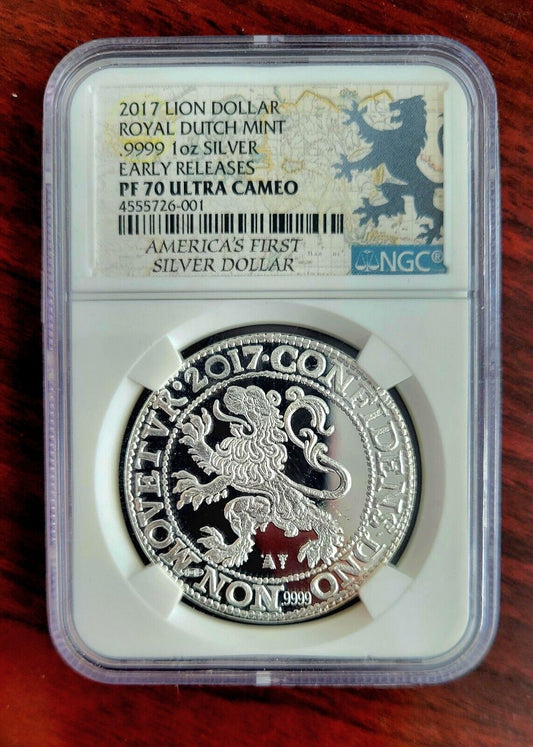 2017 LION DOLLAR
ROYAL DUTCH MINT
.9999 1oz SILVER
EARLY RELEASES
PF 70 ULTRA CAMEO
4555726-001
AMERICA'S FIRST
SILVER DOLLAR
NGC®
2017·CONFIDENS·DNO·NON·MOVETVR·
AY
.9999